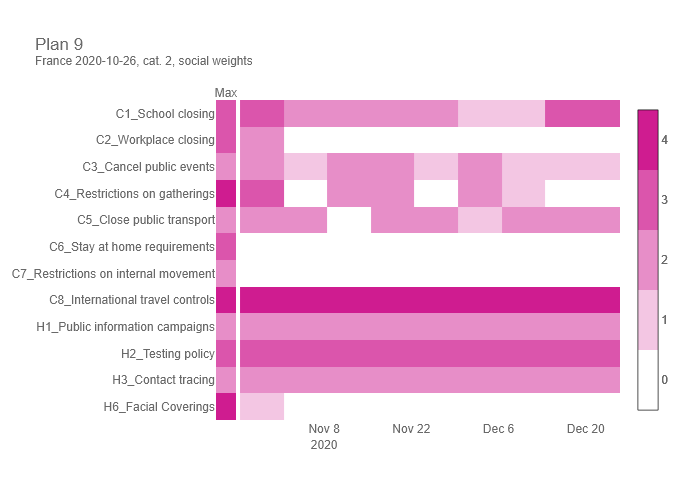 Plan 9
France 2020-10-26, cat. 2, social weights
Max
C1_School closing
C2_Workplace closing
C3_Cancel public events
C4_Restrictions on gatherings
C5_Close public transport
C6_Stay at home requirements
C7_Restrictions on internal movement
C8_International travel controls
H1_Public information campaigns
H2_Testing policy
H3_Contact tracing
H6_Facial Coverings
Nov 8
2020
Nov 22
Dec 6
Dec 20
4
3
2
1
0